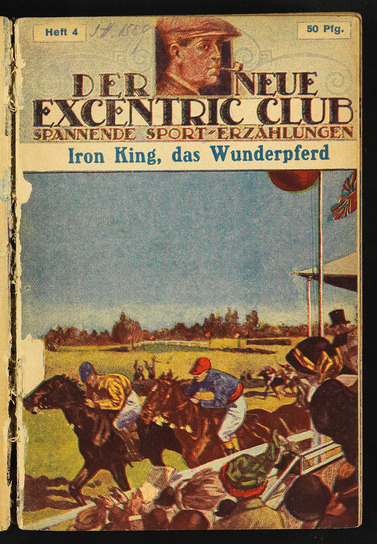 Heft 4
50 Pfg.
DER NEUE
EXCENTRIC CLUB
SPANNENDE SPORT-ERZÄHLUNGEN
Iron King, das Wunderpferd